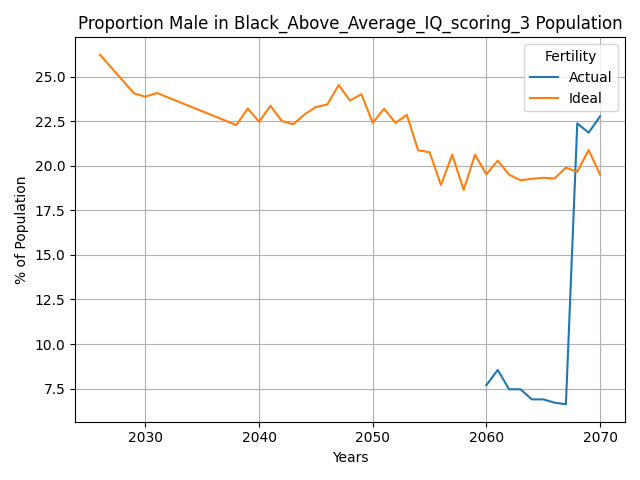 Proportion Male in Black_Above_Average_IQ_scoring_3 Population
Fertility
Actual
Ideal
% of Population
25.0
22.5
20.0
17.5
15.0
12.5
10.0
7.5
2030 2040 2050 2060 2070
Years